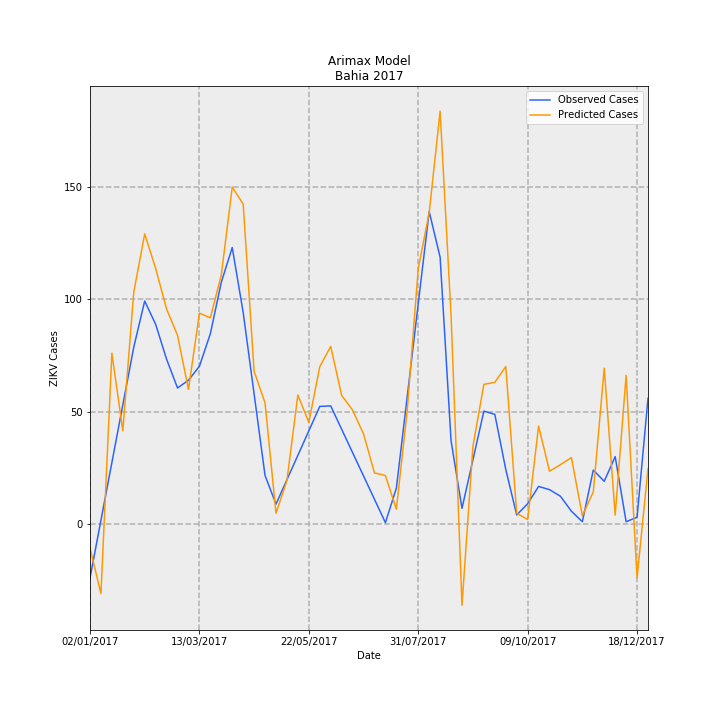 Arimax Model
Bahia 2017
Observed Cases
Predicted Cases
150
100
50
0
ZIKV Cases
02/01/2017 13/03/2017 22/05/2017 31/07/2017 09/10/2017 18/12/2017
Date